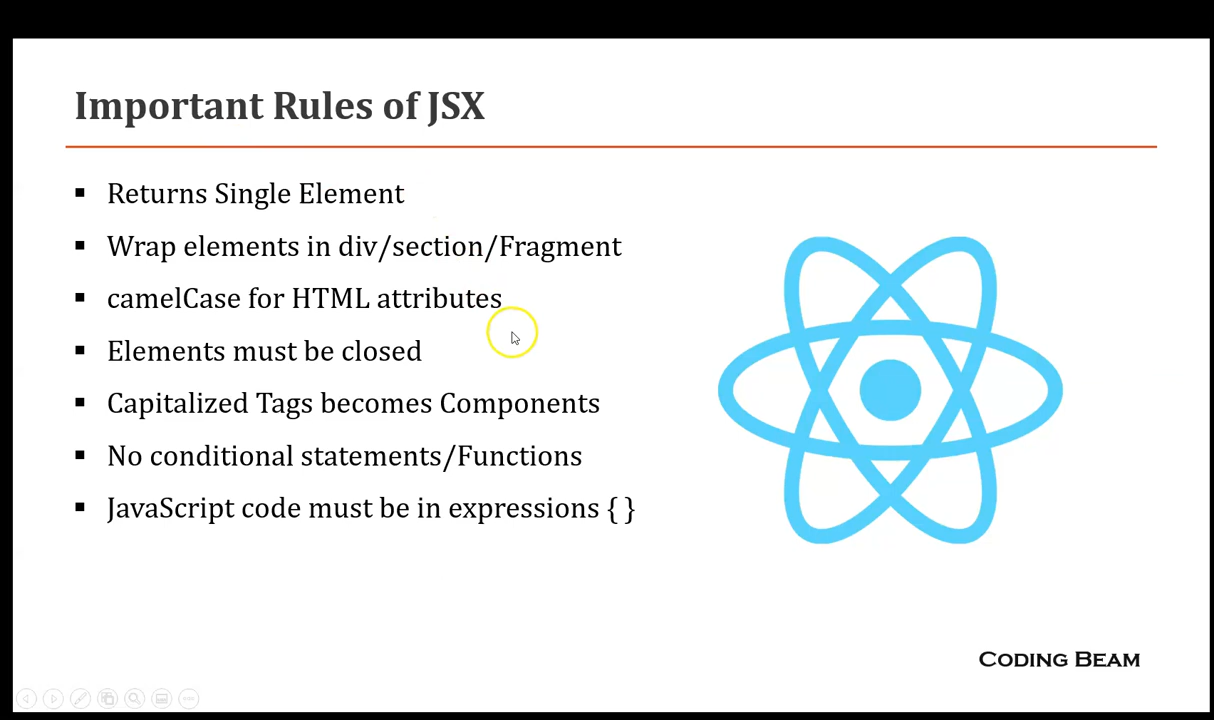 Important Rules of JSX
Returns Single Element
Wrap elements in div/section/Fragment
camelCase for HTML attributes
Elements must be closed
Capitalized Tags becomes Components
No conditional statements/Functions
JavaScript code must be in expressions { }
Coding Beam